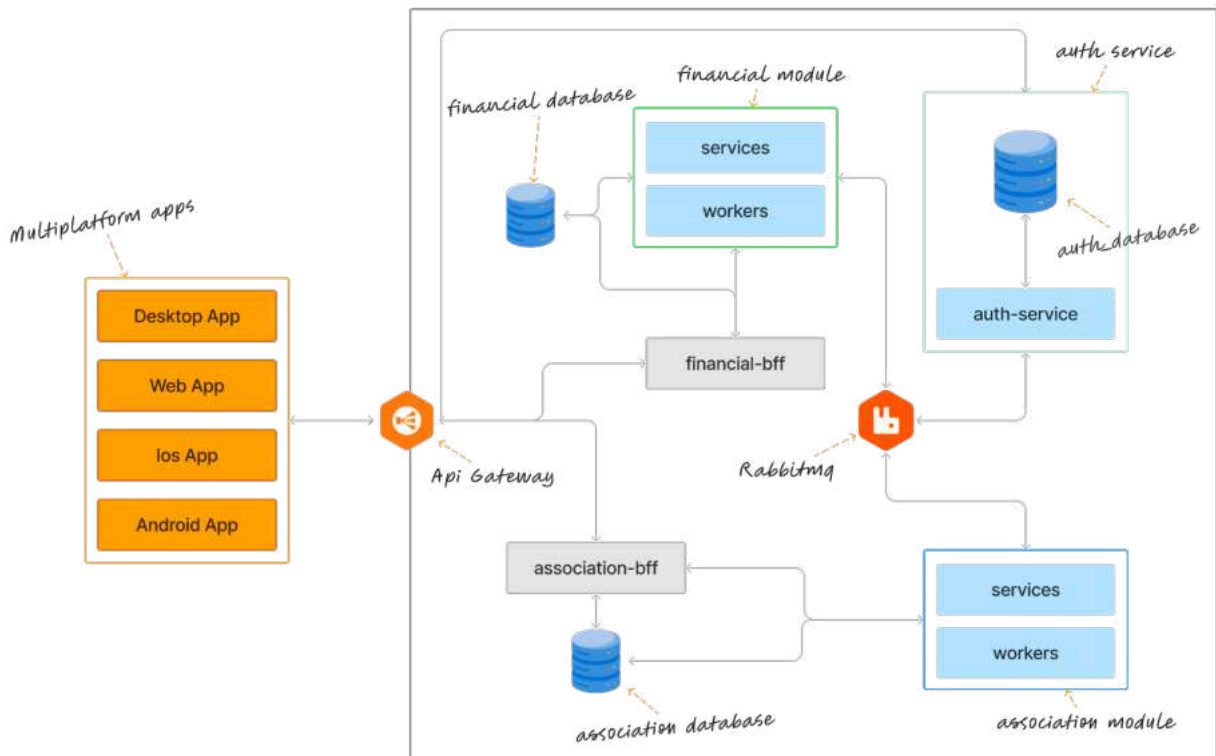 auth service
financial module
financial database
services
workers
Multiplatform apps
auth_database
Desktop App
auth-service
Web App
financial-bff
Ios App
Api Gateway
Rabbitmq
Android App
association-bff
services
workers
association database
association module